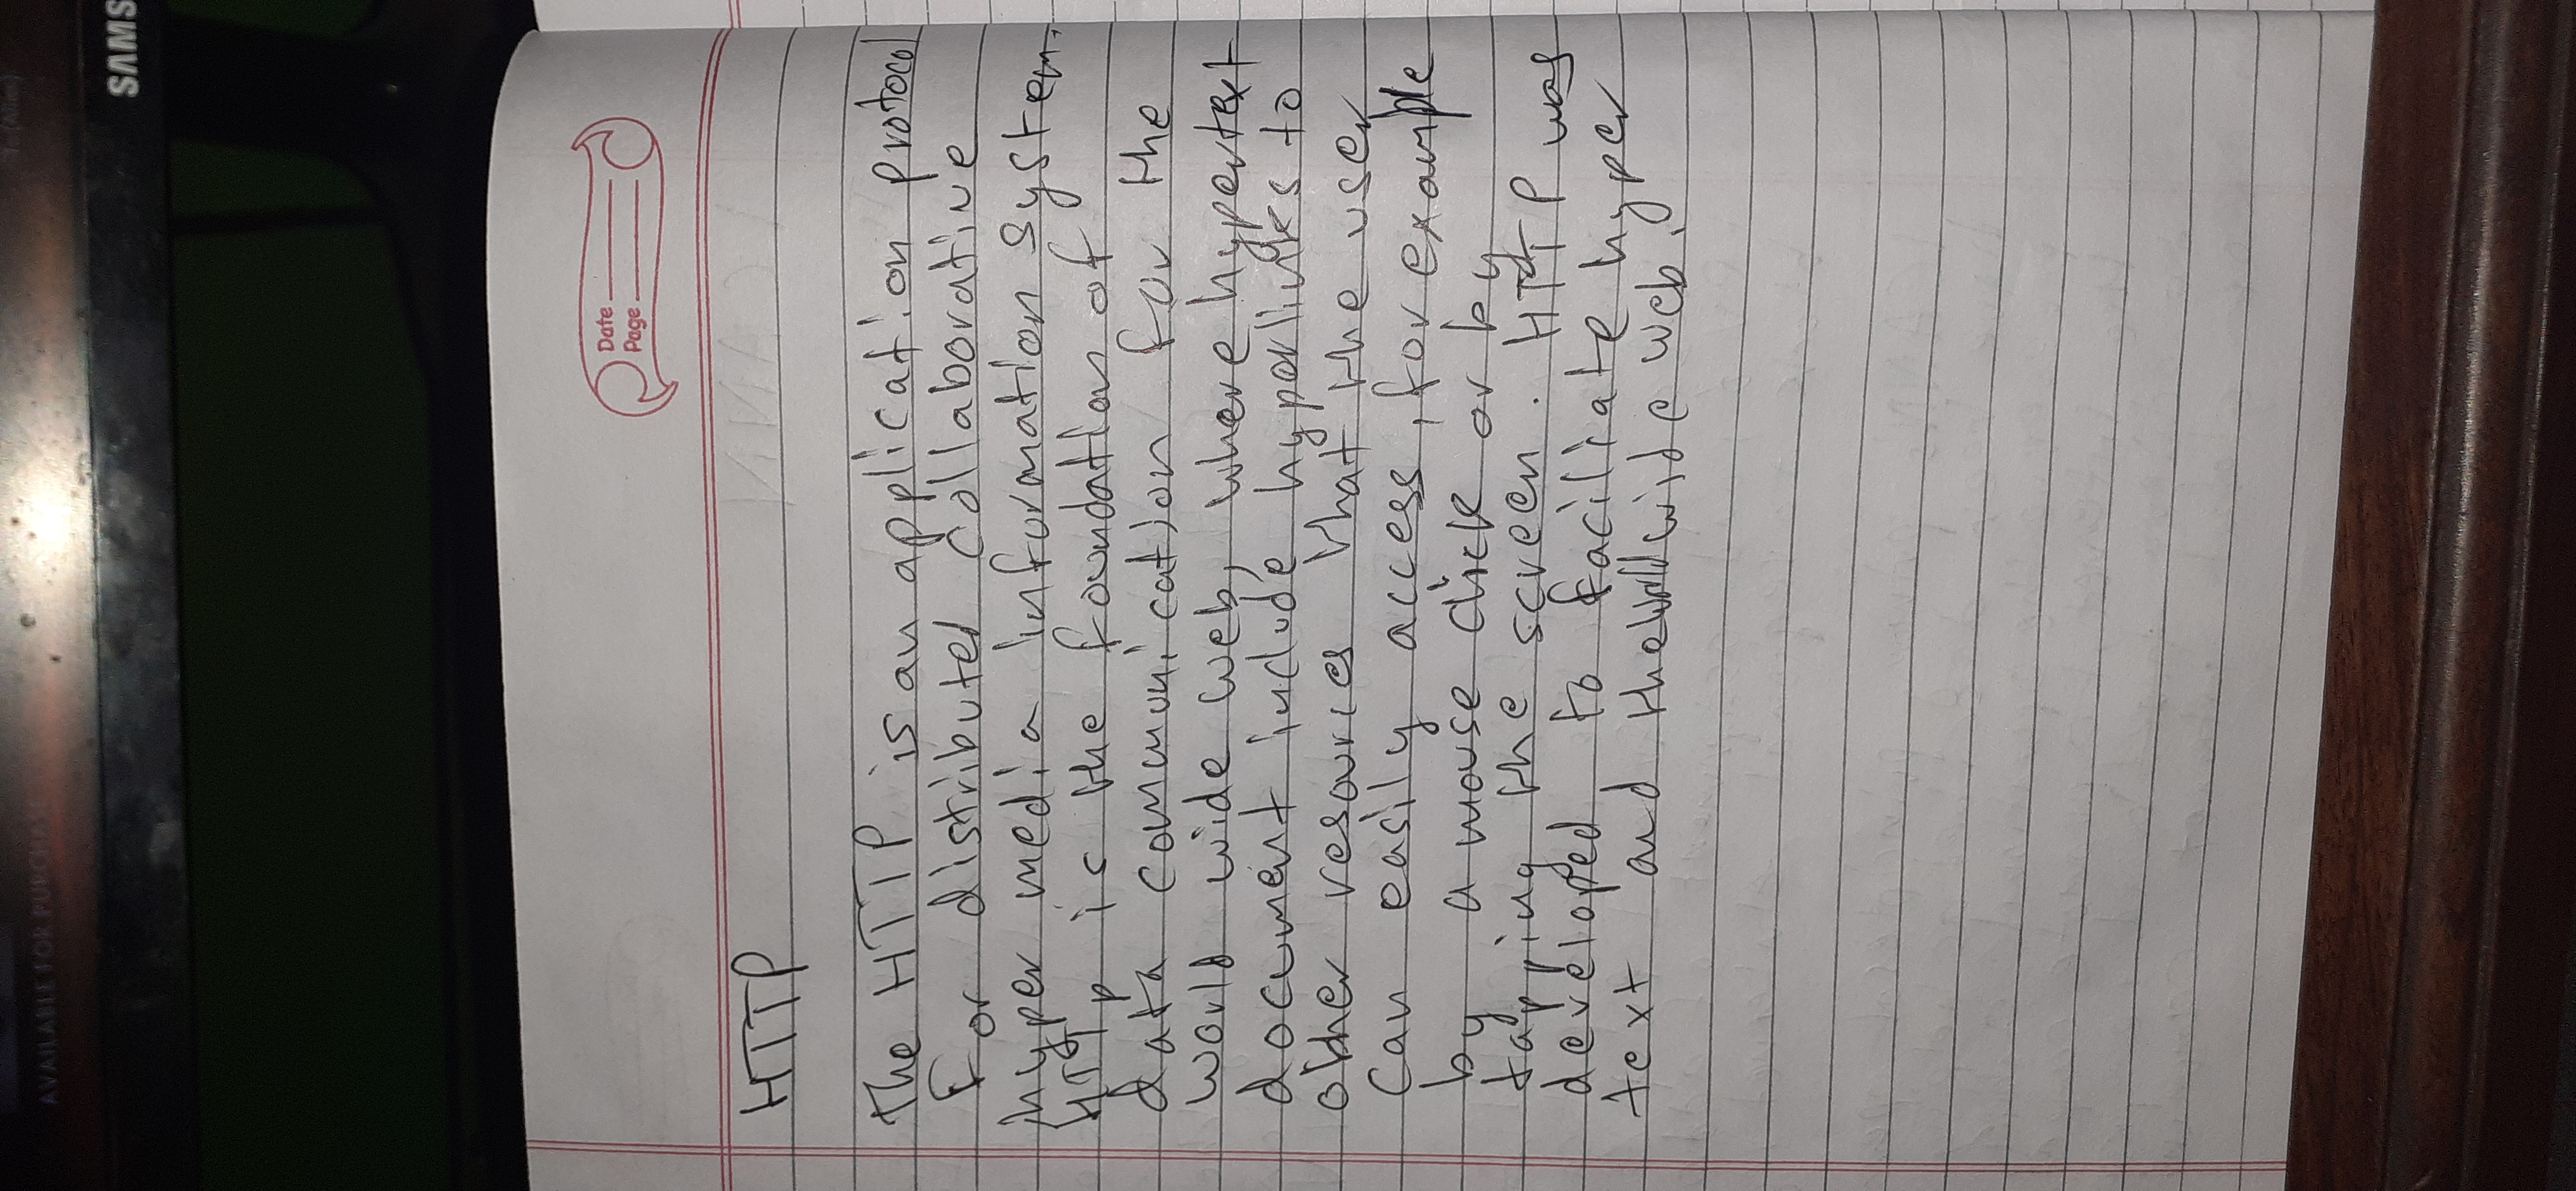 AVAILABLE FOR PURCHASE
SAMS
Date
Page
HTTP
The HTTP is an application protocol
For distributed collaborative
hyper media information system.
HTTP is the foundation of
data communication for the
World wide web, where hypertext
document include hyperlinks to
other resources that the user
Can easily access, for example
by a mouse click or by
tapping the screen. HTTP was
developed to faciliate hyper
text and the World wide web.